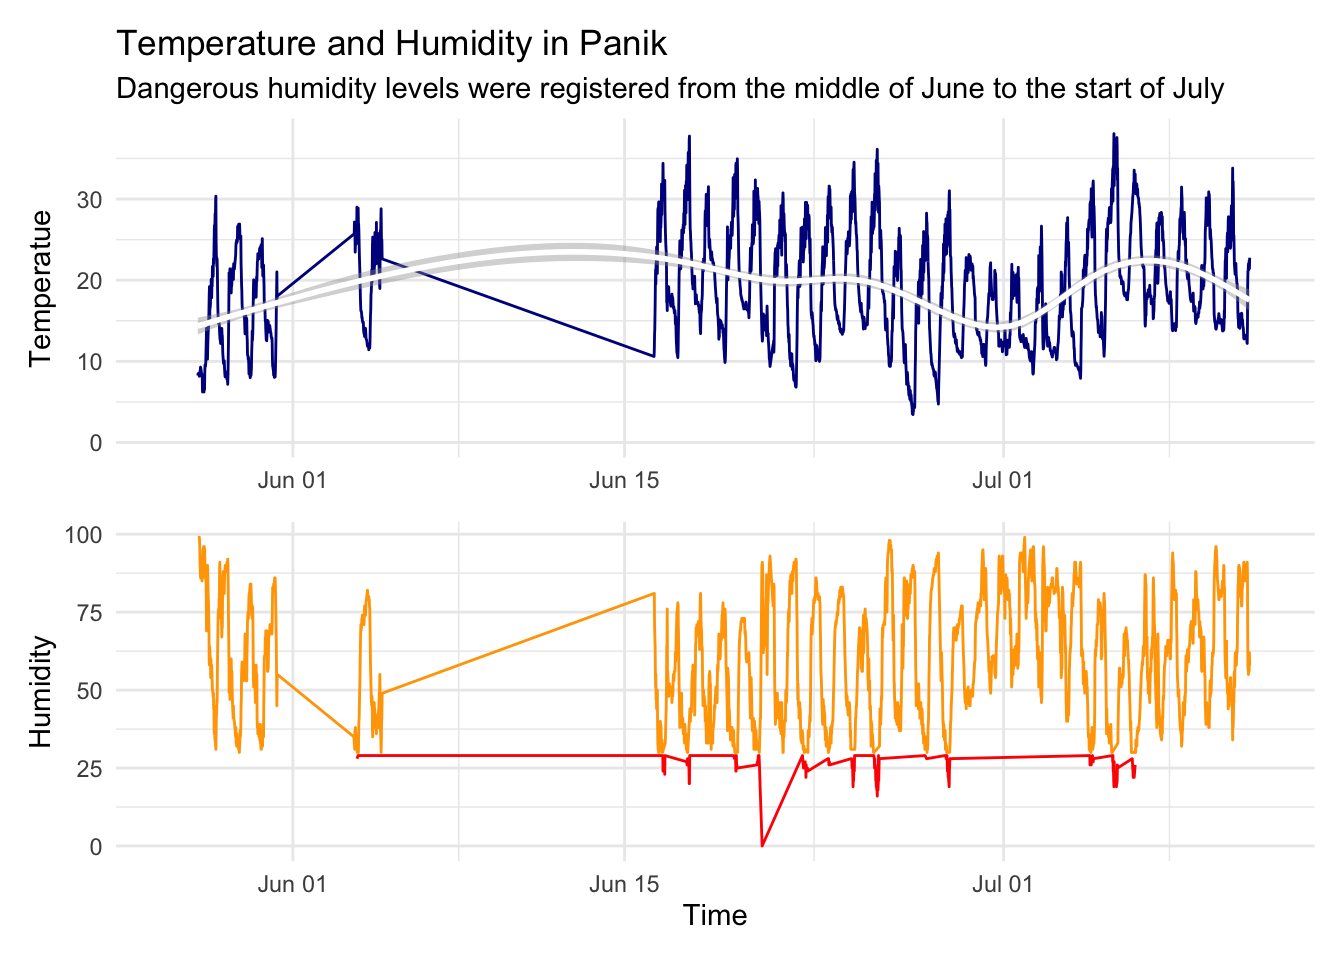 Temperature and Humidity in Panik
Dangerous humidity levels were registered from the middle of June to the start of July
Temperatue
30
20
10
0
Jun 01
Jun 15
Jul 01
Humidity
100
75
50
25
0
Jun 01
Jun 15
Jul 01
Time